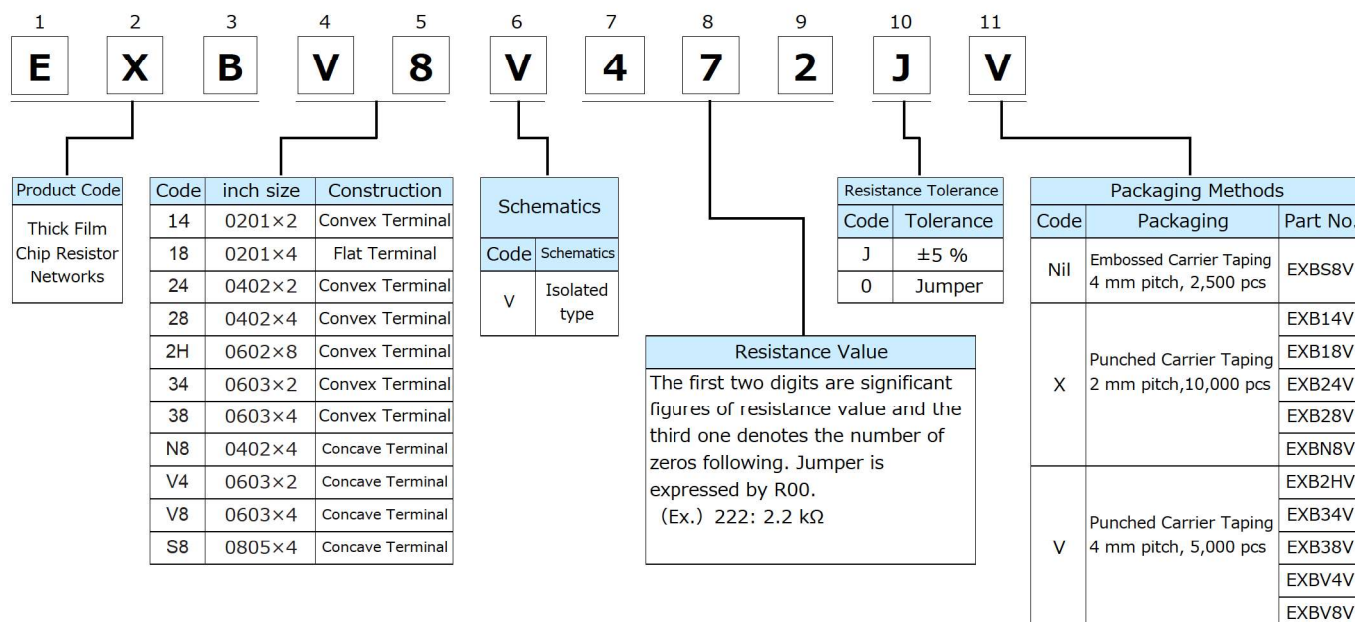 1 2 3 4 5 6 7 8 9 10 11
E X B V 8 V 4 7 2 J V
Product Code
Thick Film
Chip Resistor
Networks
Code inch size Construction
14 0201×2 Convex Terminal
18 0201×4 Flat Terminal
24 0402×2 Convex Terminal
28 0402×4 Convex Terminal
2H 0602×8 Convex Terminal
34 0603×2 Convex Terminal
38 0603×4 Convex Terminal
N8 0402×4 Concave Terminal
V4 0603×2 Concave Terminal
V8 0603×4 Concave Terminal
S8 0805×4 Concave Terminal
Schematics
Code Schematics
V Isolated
type
Resistance Value
The first two digits are significant
figures of resistance value and the
third one denotes the number of
zeros following. Jumper is
expressed by R00.
(Ex.) 222: 2.2 kΩ
Resistance Tolerance
Code Tolerance
J ±5 %
0 Jumper
Packaging Methods
Code Packaging Part No.
Nil Embossed Carrier Taping
4 mm pitch, 2,500 pcs EXBS8V
X Punched Carrier Taping
2 mm pitch,10,000 pcs
EXB14V
EXB18V
EXB24V
EXB28V
EXBN8V
V Punched Carrier Taping
4 mm pitch, 5,000 pcs
EXB2HV
EXB34V
EXB38V
EXBV4V
EXBV8V